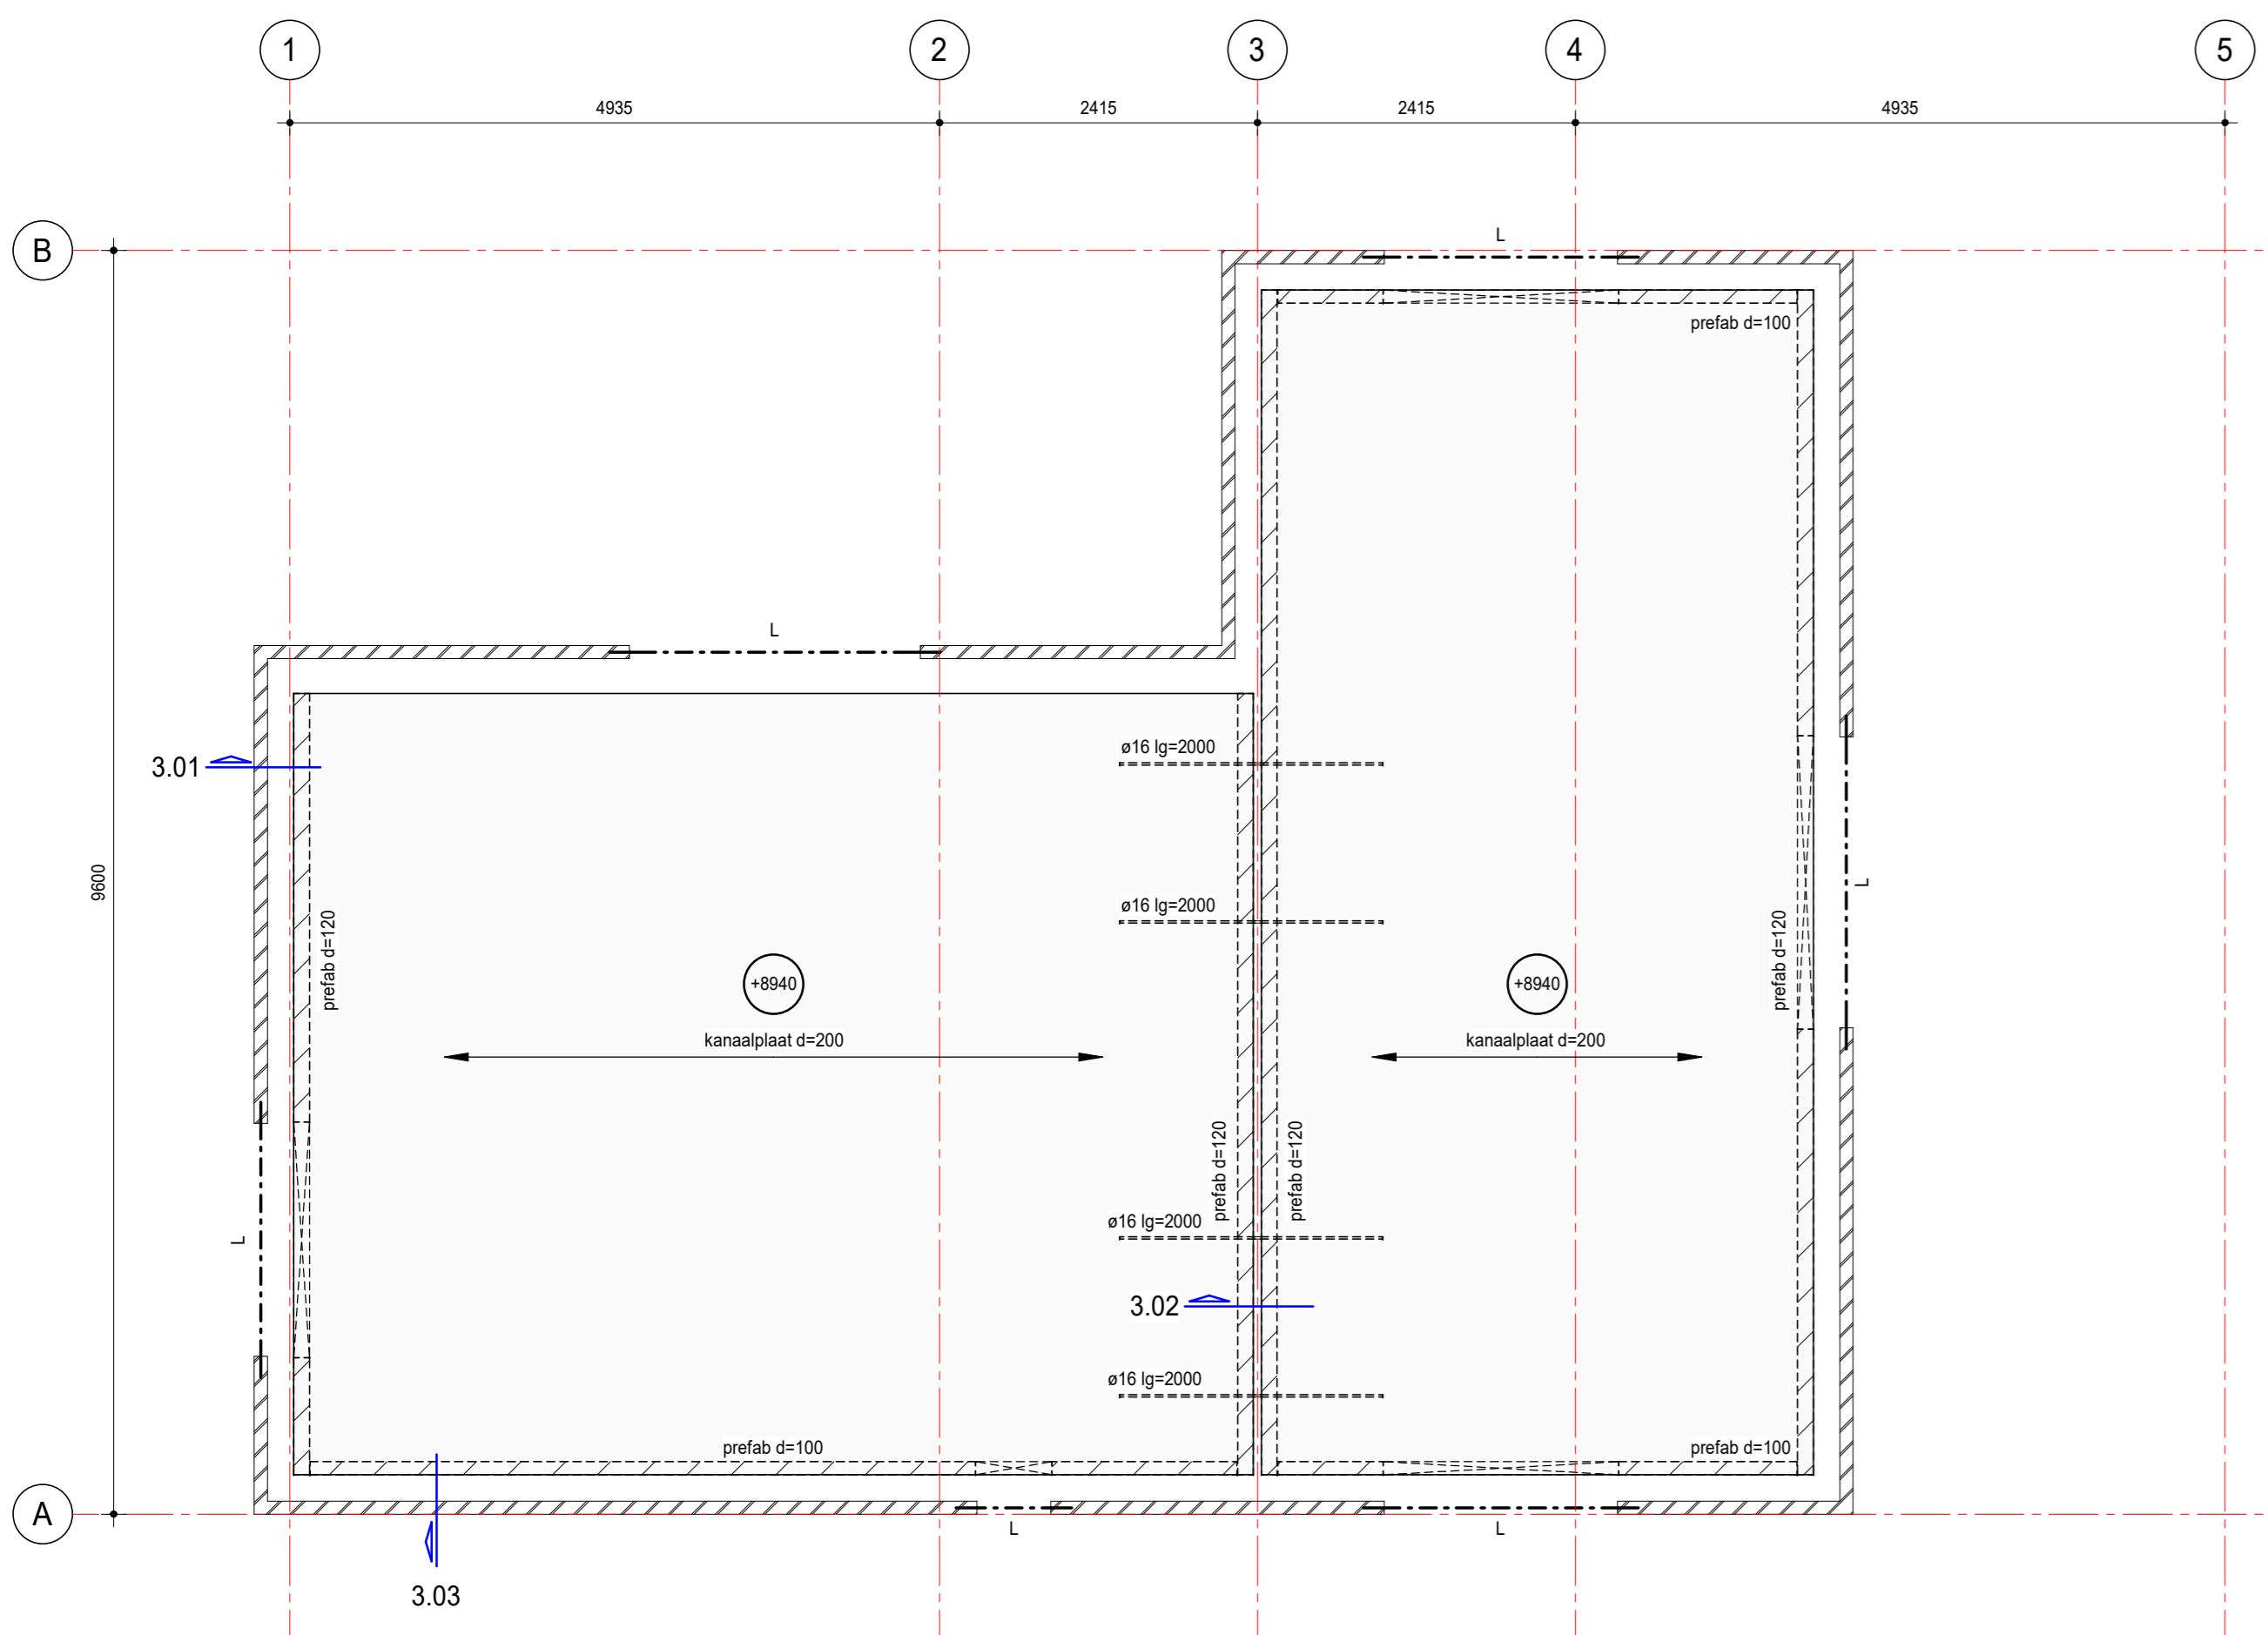 1
2
3
4
5
4935
2415
2415
4935
B
L
prefab d=100
L
ø16 lg=2000
3.01
9600
L
ø16 lg=2000
prefab d=120
prefab d=120
+8940
+8940
kanaalplaat d=200
kanaalplaat d=200
prefab d=120
prefab d=120
ø16 lg=2000
L
3.02
ø16 lg=2000
prefab d=100
prefab d=100
A
L
L
3.03